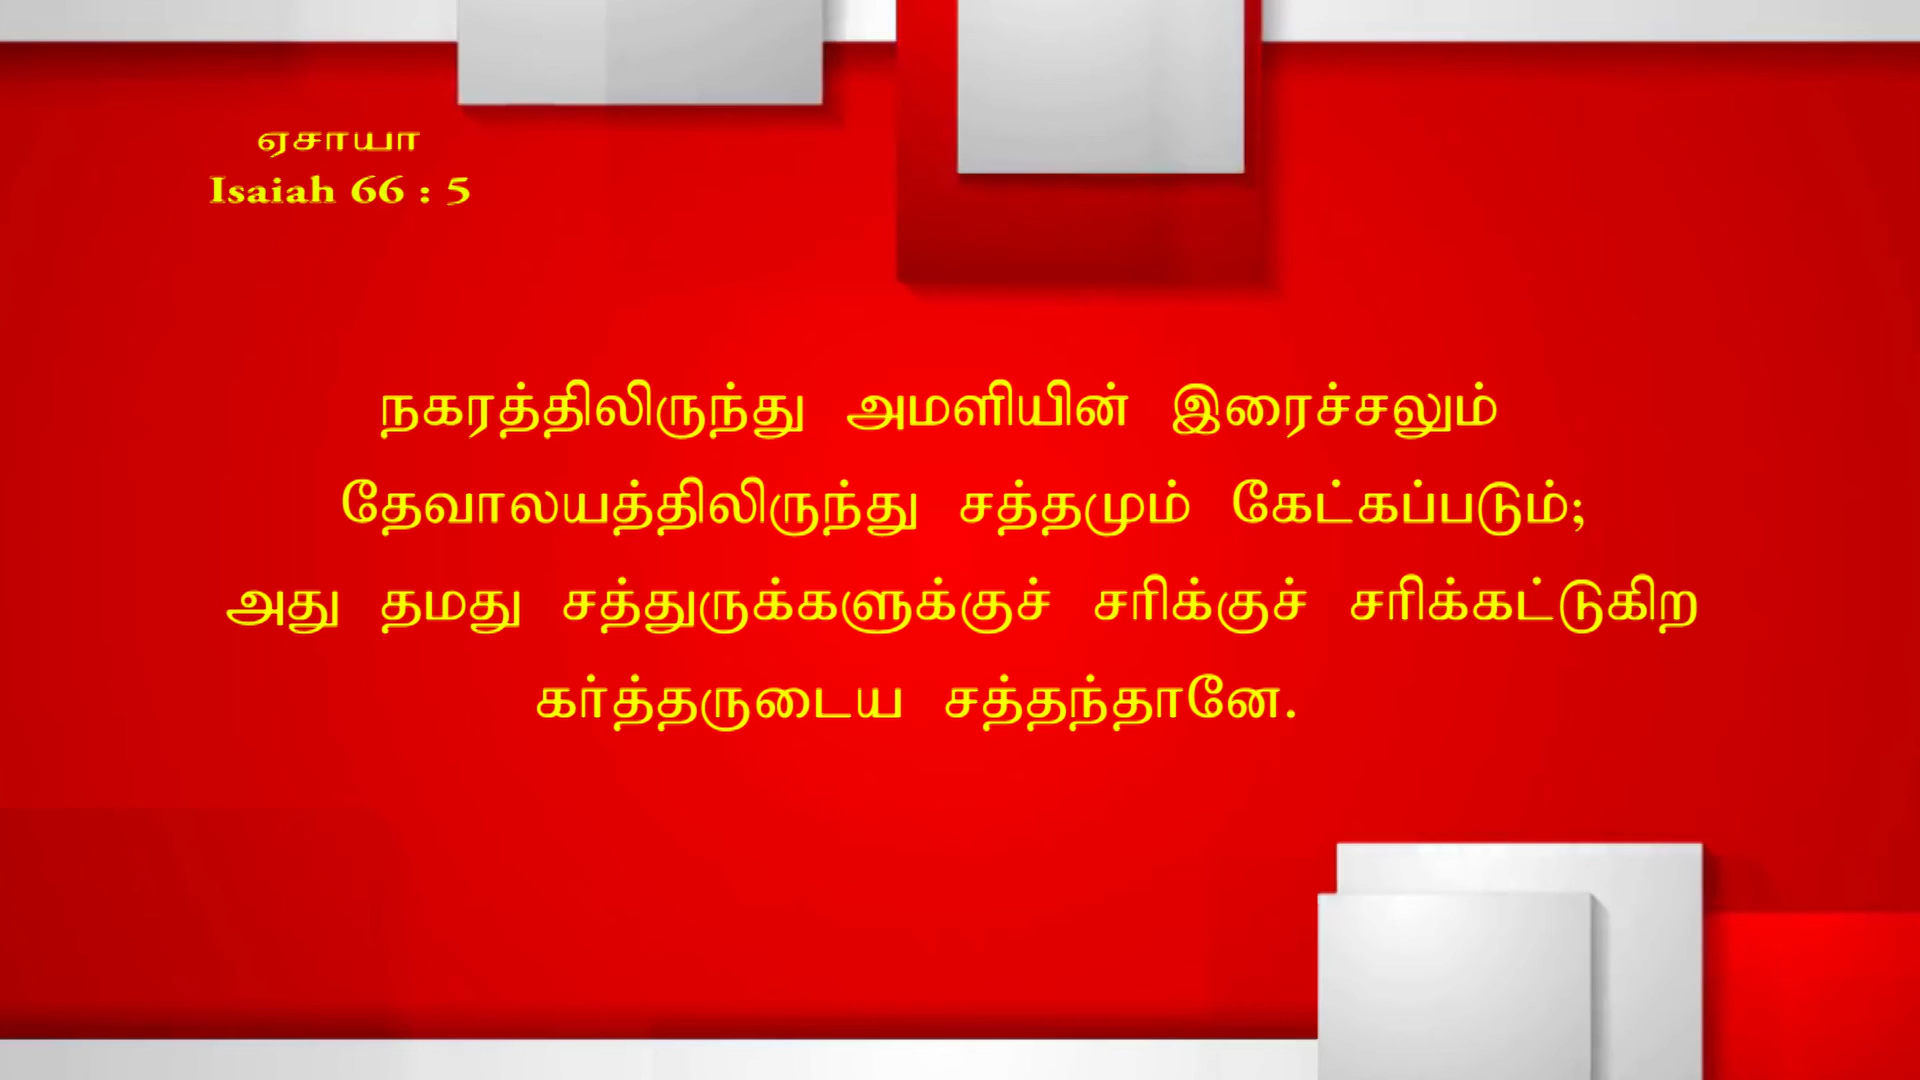 ஏசாயா
Isaiah 66 : 5
நகரத்திலிருந்து அமளியின் இரைச்சலும்
தேவாலயத்திலிருந்து சத்தமும் கேட்கப்படும்;
அது தமது சத்துருக்களுக்குச் சரிக்குச் சரிக்கட்டுகிற
கர்த்தருடைய சத்தந்தானே.